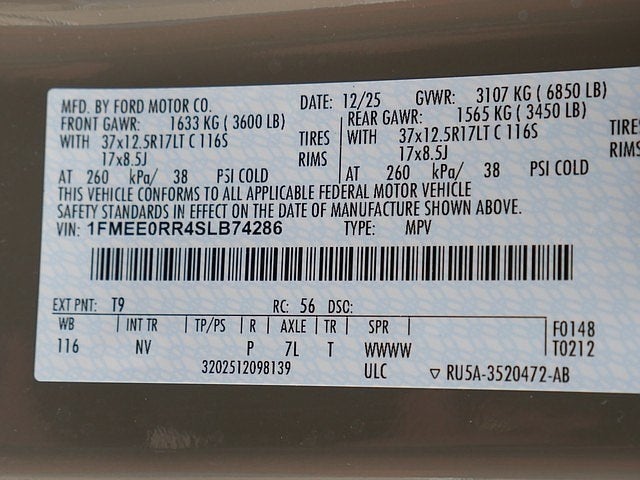 MFD. BY FORD MOTOR CO. DATE: 12/25 GVWR: 3107 KG ( 6850 LB)
FRONT GAWR: 1633 KG ( 3600 LB) REAR GAWR: 1565 KG ( 3450 LB)
WITH 37x12.5R17LT C 116S TIRES WITH 37x12.5R17LT C 116S TIRES
17x8.5J RIMS 17x8.5J RIMS
AT 260 kPa/ 38 PSI COLD AT 260 kPa/ 38 PSI COLD
THIS VEHICLE CONFORMS TO ALL APPLICABLE FEDERAL MOTOR VEHICLE
SAFETY STANDARDS IN EFFECT ON THE DATE OF MANUFACTURE SHOWN ABOVE.
VIN: 1FMEE0RR4SLB74286 TYPE: MPV
EXT PNT: T9 RC: 56 DSO:
WB INT TR TP/PS R AXLE TR SPR F0148
116 NV P 7L T WWWW T0212
3202512098139 ULC ▽ RU5A-3520472-AB